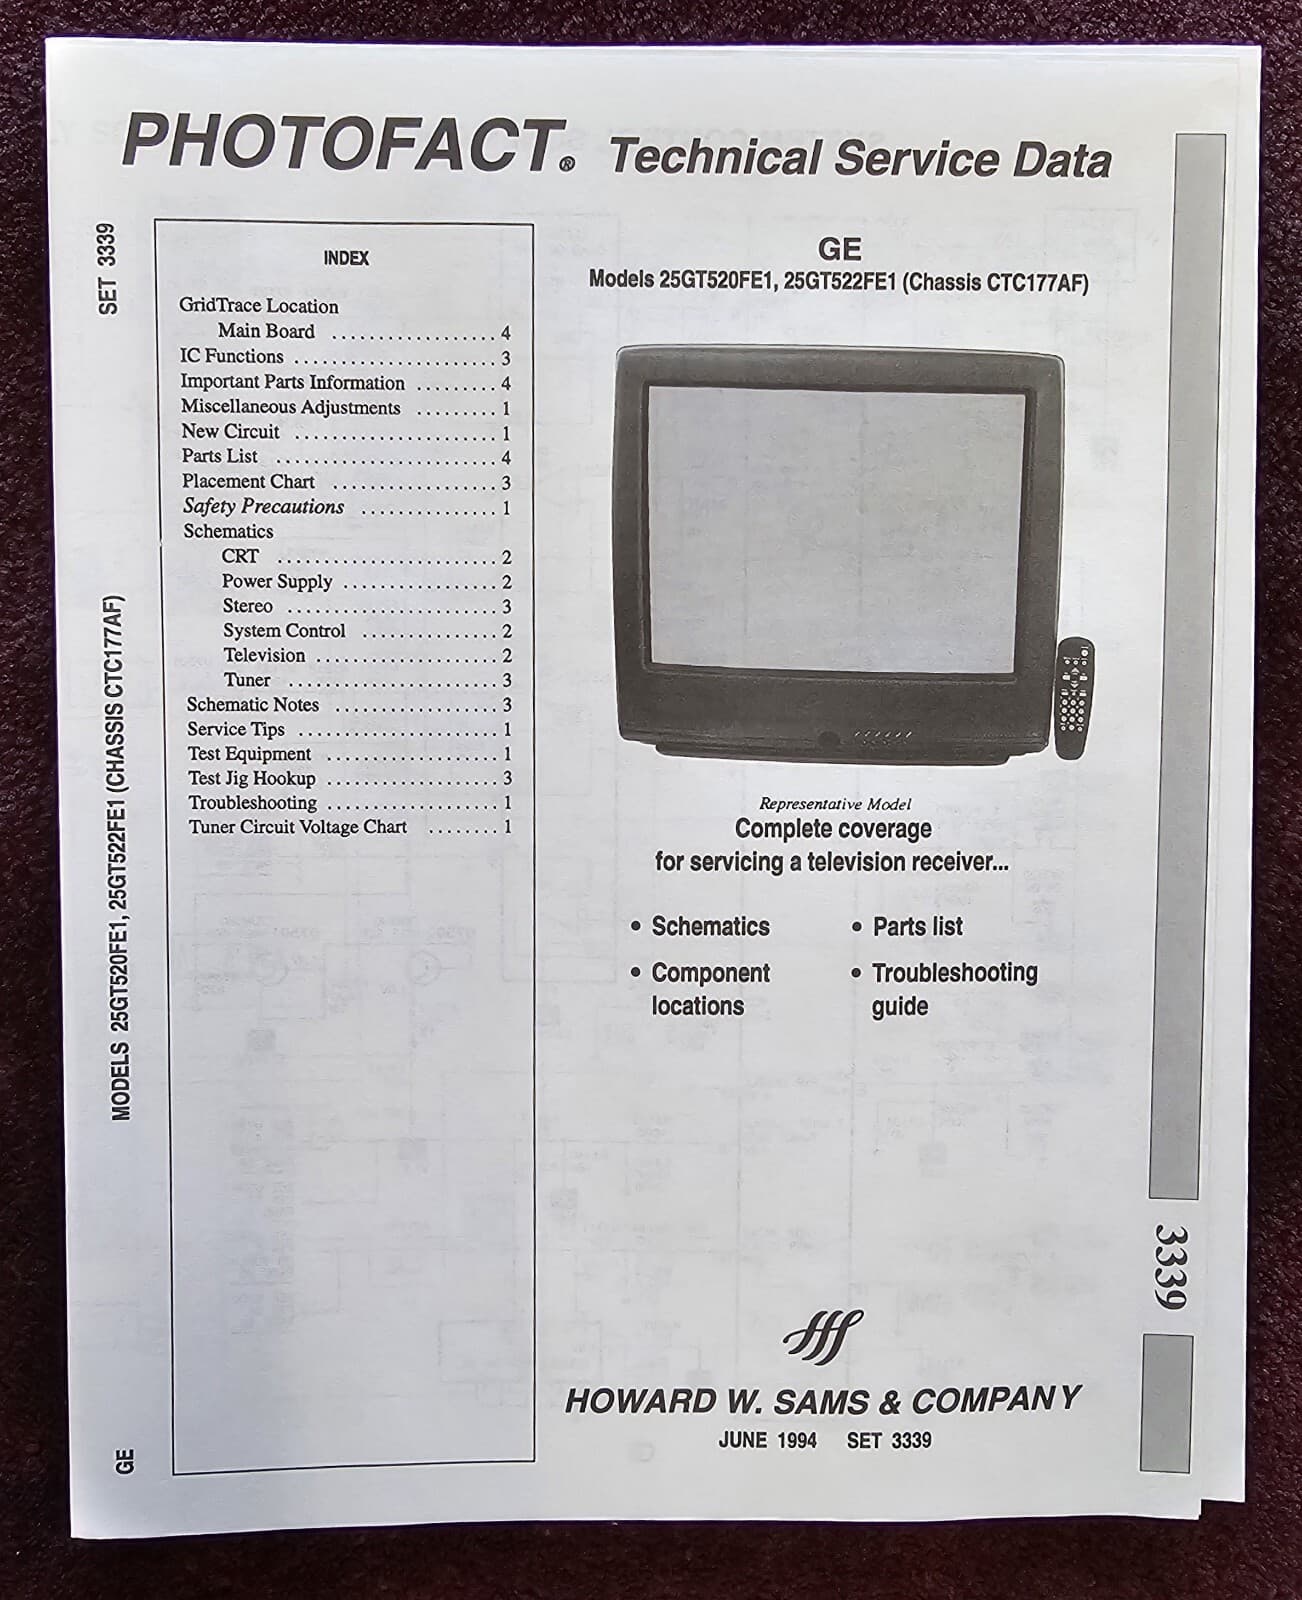 PHOTOFACT® Technical Service Data
SET 3339
MODELS 25GT520FE1, 25GT522FE1 (CHASSIS CTC177AF)
GE
INDEX
GridTrace Location
Main Board .................. 4
IC Functions ..................... 3
Important Parts Information ......... 4
Miscellaneous Adjustments ......... 1
New Circuit ..................... 1
Parts List ....................... 4
Placement Chart ................. 3
Safety Precautions ............... 1
Schematics
CRT ........................ 2
Power Supply ................ 2
Stereo ...................... 3
System Control .............. 2
Television ................... 2
Tuner ...................... 3
Schematic Notes ................. 3
Service Tips ..................... 1
Test Equipment .................. 1
Test Jig Hookup .................. 3
Troubleshooting .................. 1
Tuner Circuit Voltage Chart ........ 1
GE
Models 25GT520FE1, 25GT522FE1 (Chassis CTC177AF)
Representative Model
Complete coverage
for servicing a television receiver...
• Schematics
• Component
locations
• Parts list
• Troubleshooting
guide
HOWARD W. SAMS & COMPANY
JUNE 1994 SET 3339
3339